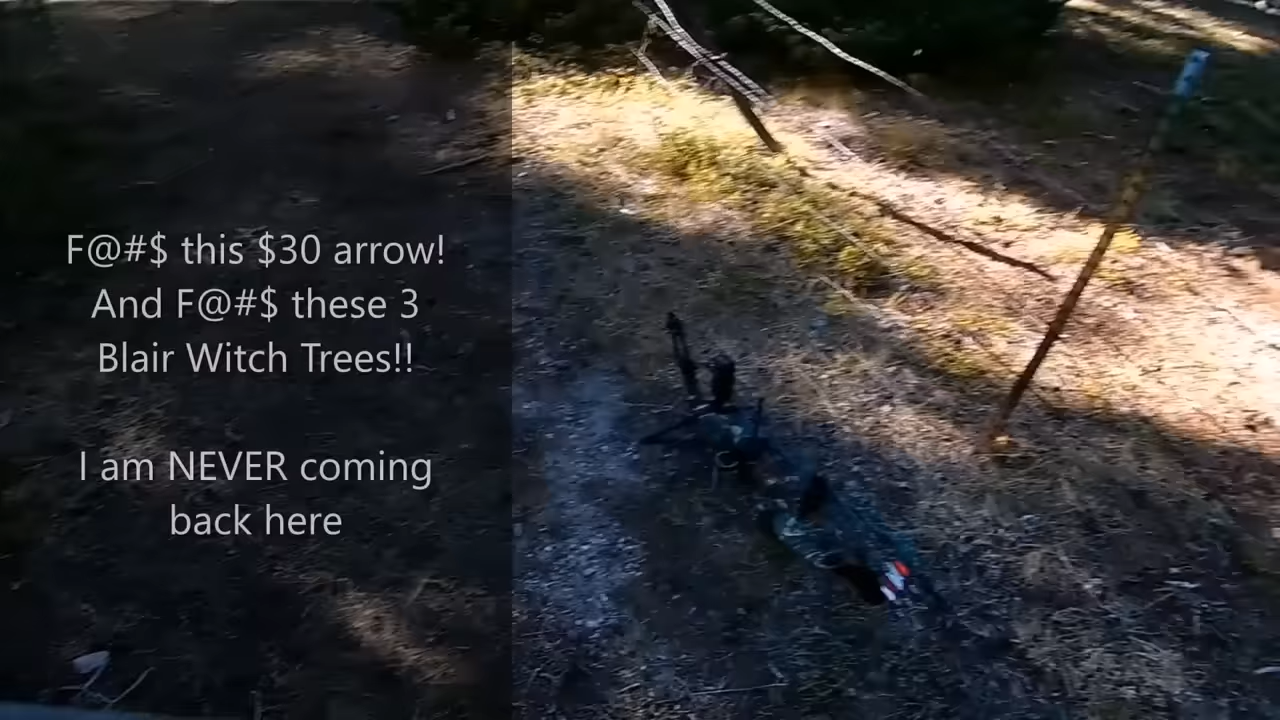 F@#$ this $30 arrow!
And F@#$ these 3
Blair Witch Trees!!
I am NEVER coming
back here